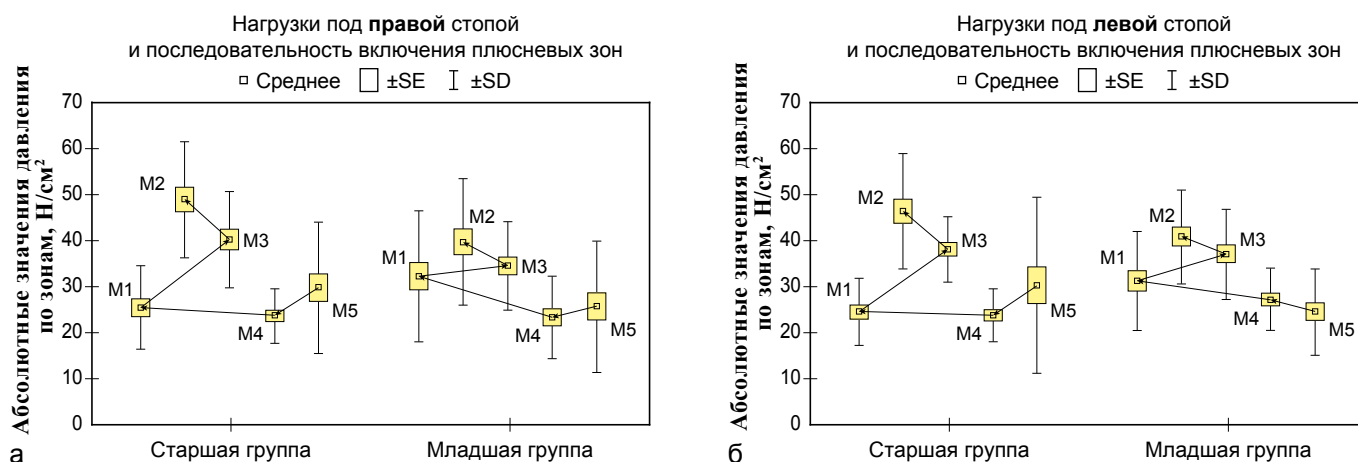 Нагрузки под правой стопой
и последовательность включения плюсневых зон
Среднее ±SE ±SD
Абсолютные значения давления
по зонам, Н/см²
70
60
50
40
30
20
10
0
M1
M2
M3
M4
M5
M1
M2
M3
M4
M5
Старшая группа
Младшая группа
а
Нагрузки под левой стопой
и последовательность включения плюсневых зон
Среднее ±SE ±SD
Абсолютные значения давления
по зонам, Н/см²
70
60
50
40
30
20
10
0
M1
M2
M3
M4
M5
M1
M2
M3
M4
M5
Старшая группа
Младшая группа
б